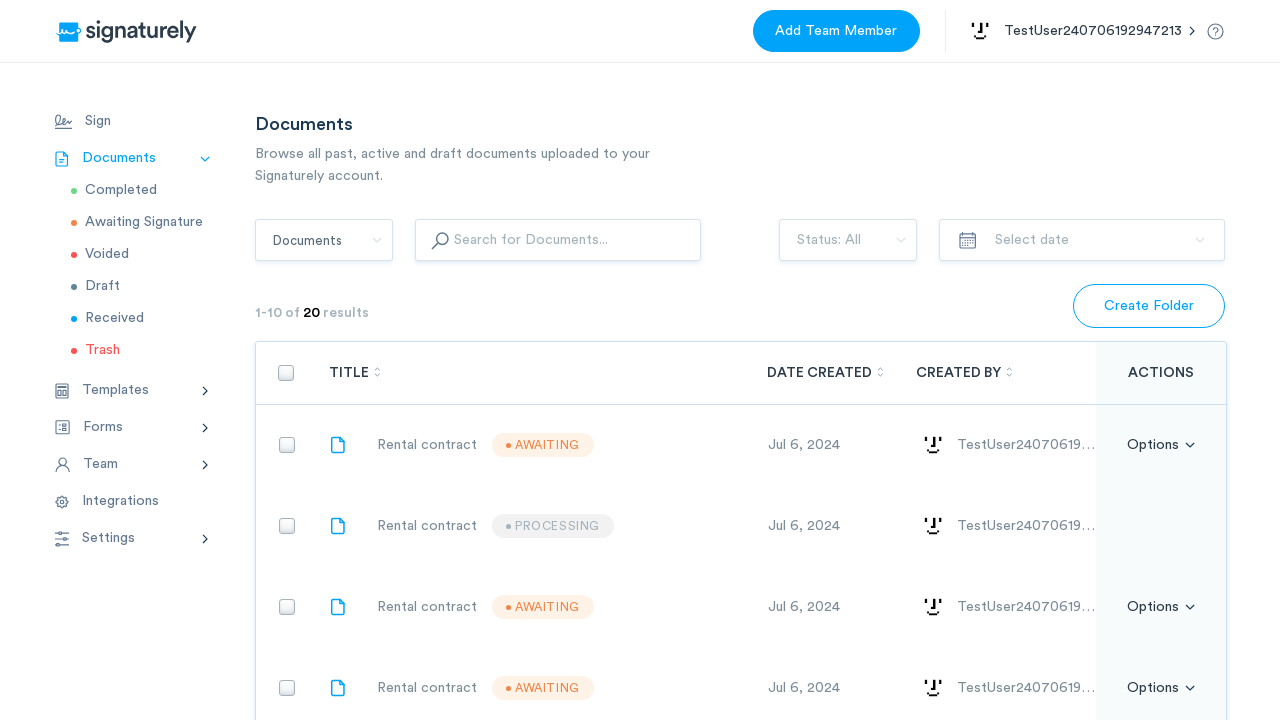 signaturely
Add Team Member
TestUser240706192947213
Sign
Documents
Completed
Awaiting Signature
Voided
Draft
Received
Trash
Templates
Forms
Team
Integrations
Settings
Documents
Browse all past, active and draft documents uploaded to your
Signaturely account.
Documents
Search for Documents...
Status: All
Select date
1-10 of 20 results
Create Folder
TITLE DATE CREATED CREATED BY ACTIONS
Rental contract AWAITING Jul 6, 2024 TestUser24070619... Options
Rental contract PROCESSING Jul 6, 2024 TestUser24070619...
Rental contract AWAITING Jul 6, 2024 TestUser24070619... Options
Rental contract AWAITING Jul 6, 2024 TestUser24070619... Options